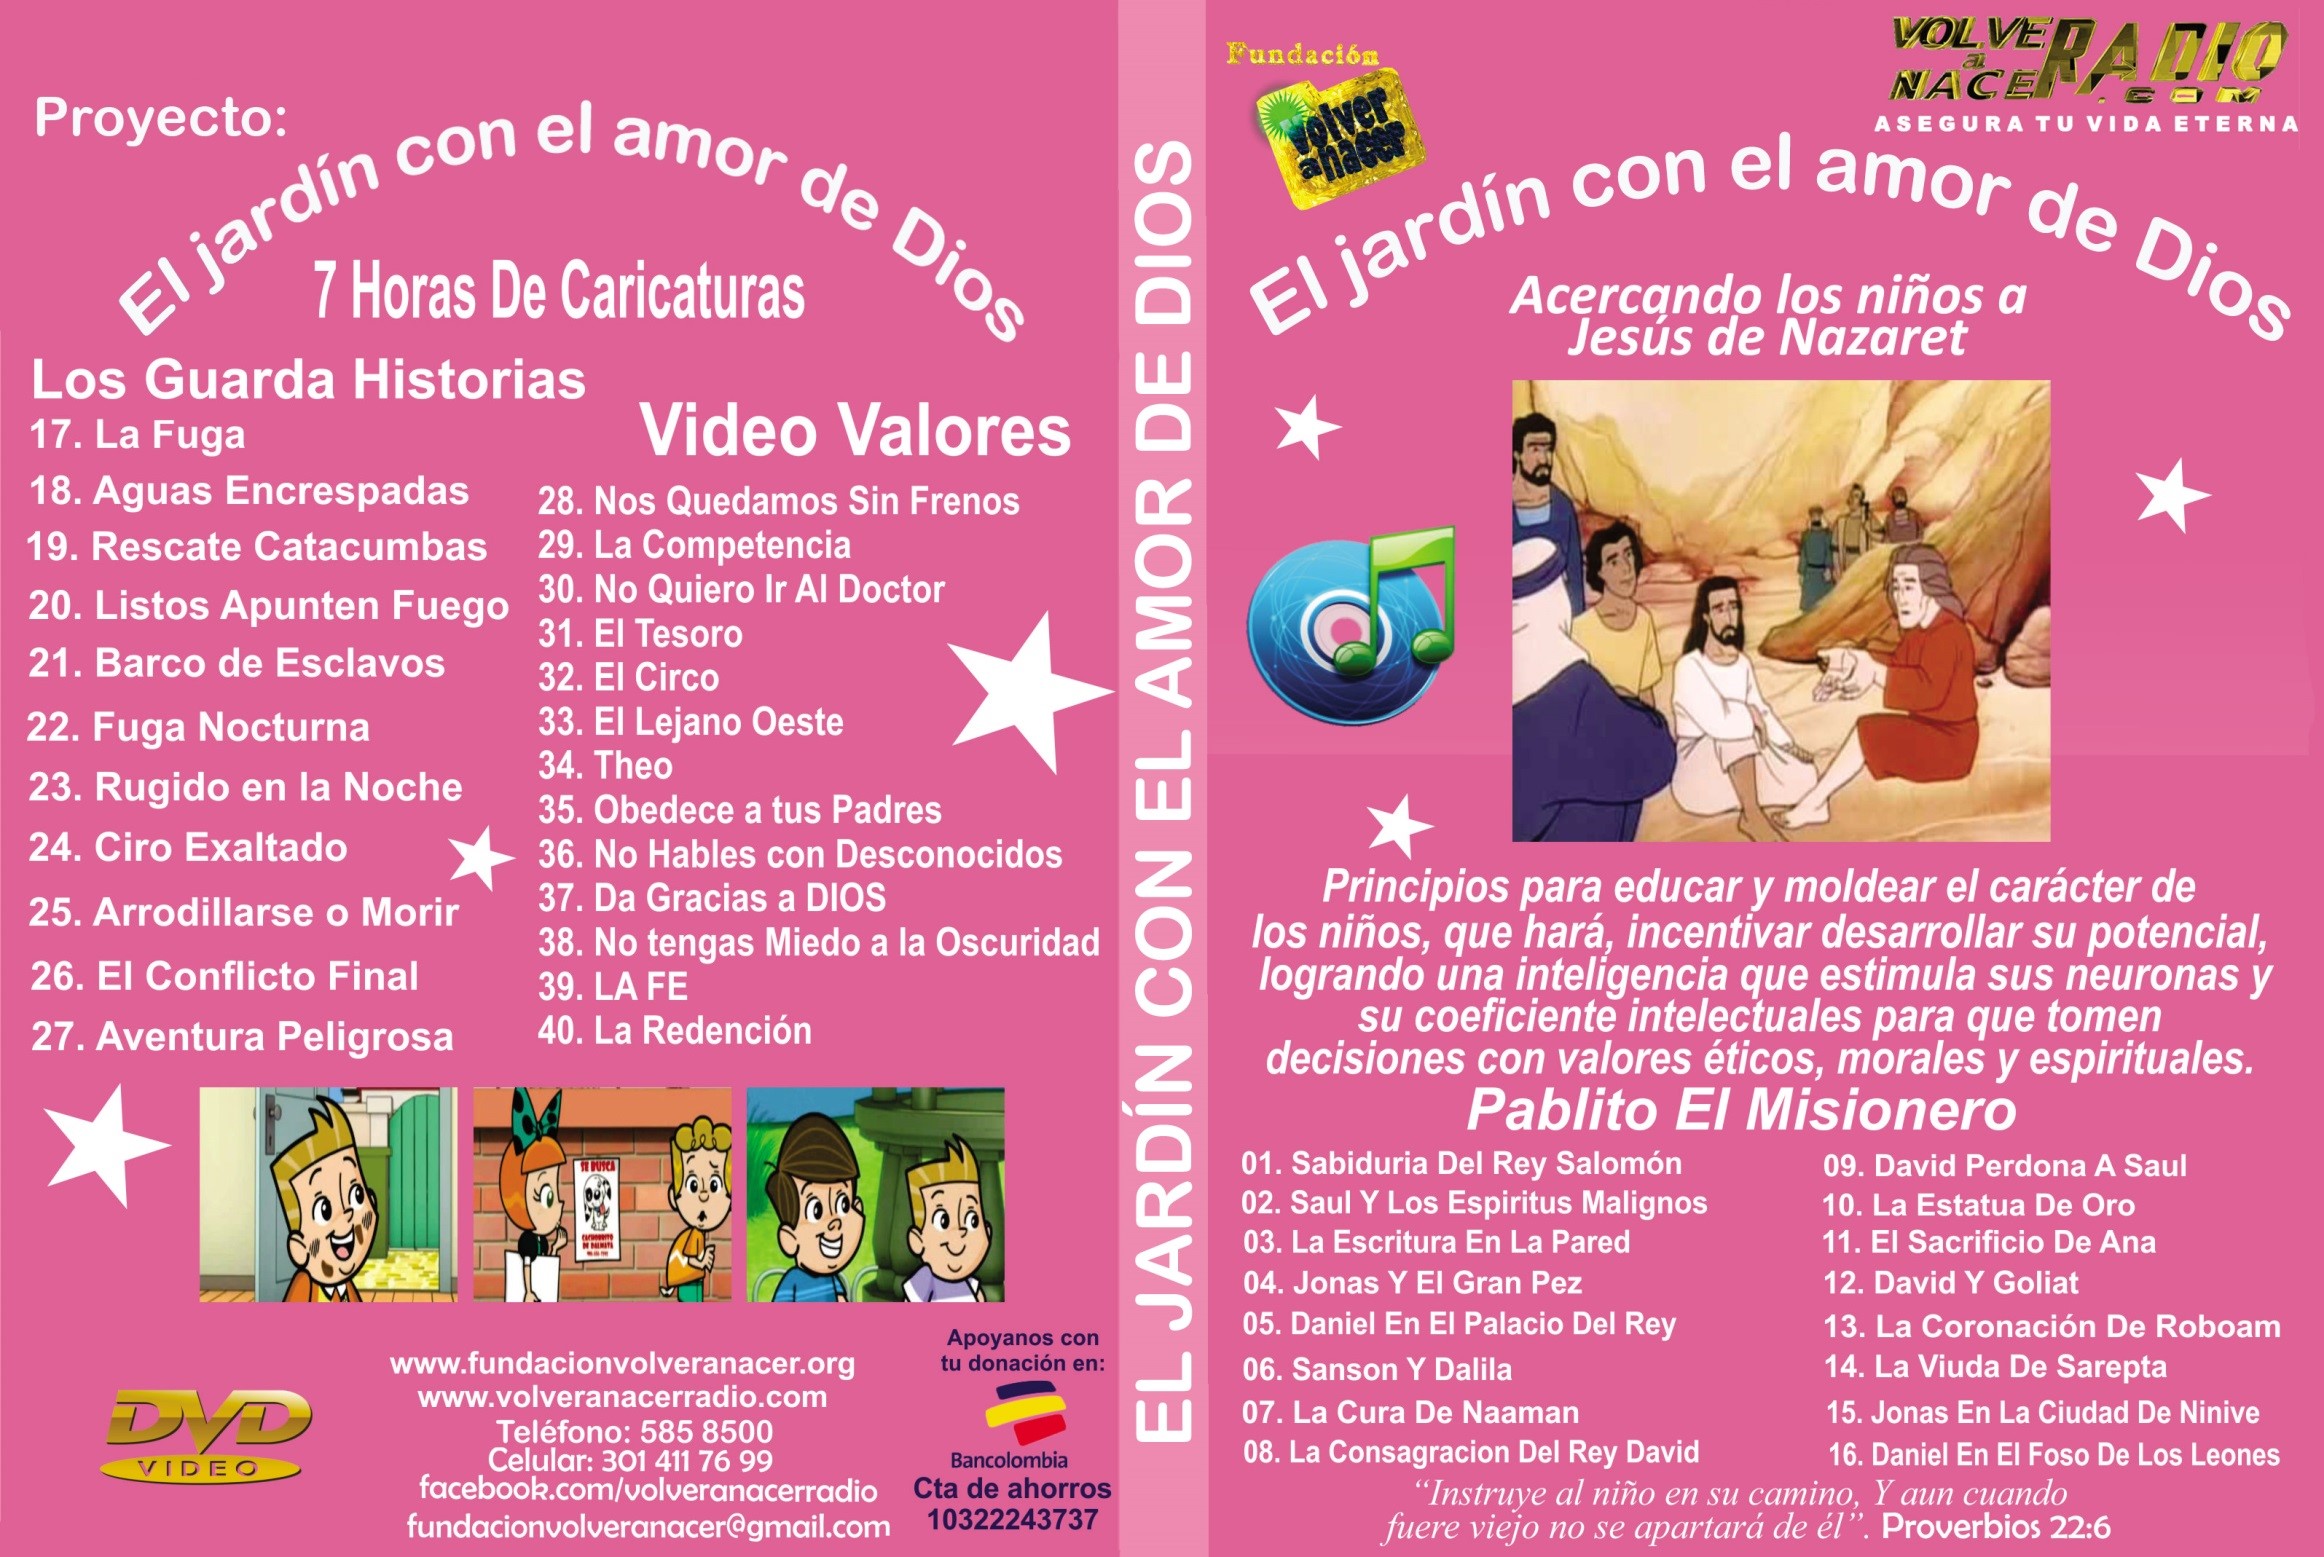 Proyecto:
El jardín con el amor de Dios
7 Horas De Caricaturas
Los Guarda Historias
17. La Fuga
18. Aguas Encrespadas
19. Rescate Catacumbas
20. Listos Apunten Fuego
21. Barco de Esclavos
22. Fuga Nocturna
23. Rugido en la Noche
24. Ciro Exaltado
25. Arrodillarse o Morir
26. El Conflicto Final
27. Aventura Peligrosa
Video Valores
28. Nos Quedamos Sin Frenos
29. La Competencia
30. No Quiero Ir Al Doctor
31. El Tesoro
32. El Circo
33. El Lejano Oeste
34. Theo
35. Obedece a tus Padres
36. No Hables con Desconocidos
37. Da Gracias a DIOS
38. No tengas Miedo a la Oscuridad
39. LA FE
40. La Redención
SE BUSCA
CACHORRITO
DE DALMATA
DVD
VIDEO
www.fundacionvolveranacer.org
www.volveranacerradio.com
Teléfono: 585 8500
Celular: 301 411 76 99
facebook.com/volveranacerradio
fundacionvolveranacer@gmail.com
Apoyanos con
tu donación en:
Bancolombia
Cta de ahorros
10322243737
EL JARDÍN CON EL AMOR DE DIOS
Fundación
Volver
a Nacer
VOLVE
a
NACE RADIO
.COM
ASEGURA TU VIDA ETERNA
El jardín con el amor de Dios
Acercando los niños a
Jesús de Nazaret
Principios para educar y moldear el carácter de
los niños, que hará, incentivar desarrollar su potencial,
logrando una inteligencia que estimula sus neuronas y
su coeficiente intelectuales para que tomen
decisiones con valores éticos, morales y espirituales.
Pablito El Misionero
01. Sabiduria Del Rey Salomón
02. Saul Y Los Espiritus Malignos
03. La Escritura En La Pared
04. Jonas Y El Gran Pez
05. Daniel En El Palacio Del Rey
06. Sanson Y Dalila
07. La Cura De Naaman
08. La Consagracion Del Rey David
09. David Perdona A Saul
10. La Estatua De Oro
11. El Sacrificio De Ana
12. David Y Goliat
13. La Coronación De Roboam
14. La Viuda De Sarepta
15. Jonas En La Ciudad De Ninive
16. Daniel En El Foso De Los Leones
“Instruye al niño en su camino, Y aun cuando
fuere viejo no se apartará de él”. Proverbios 22:6